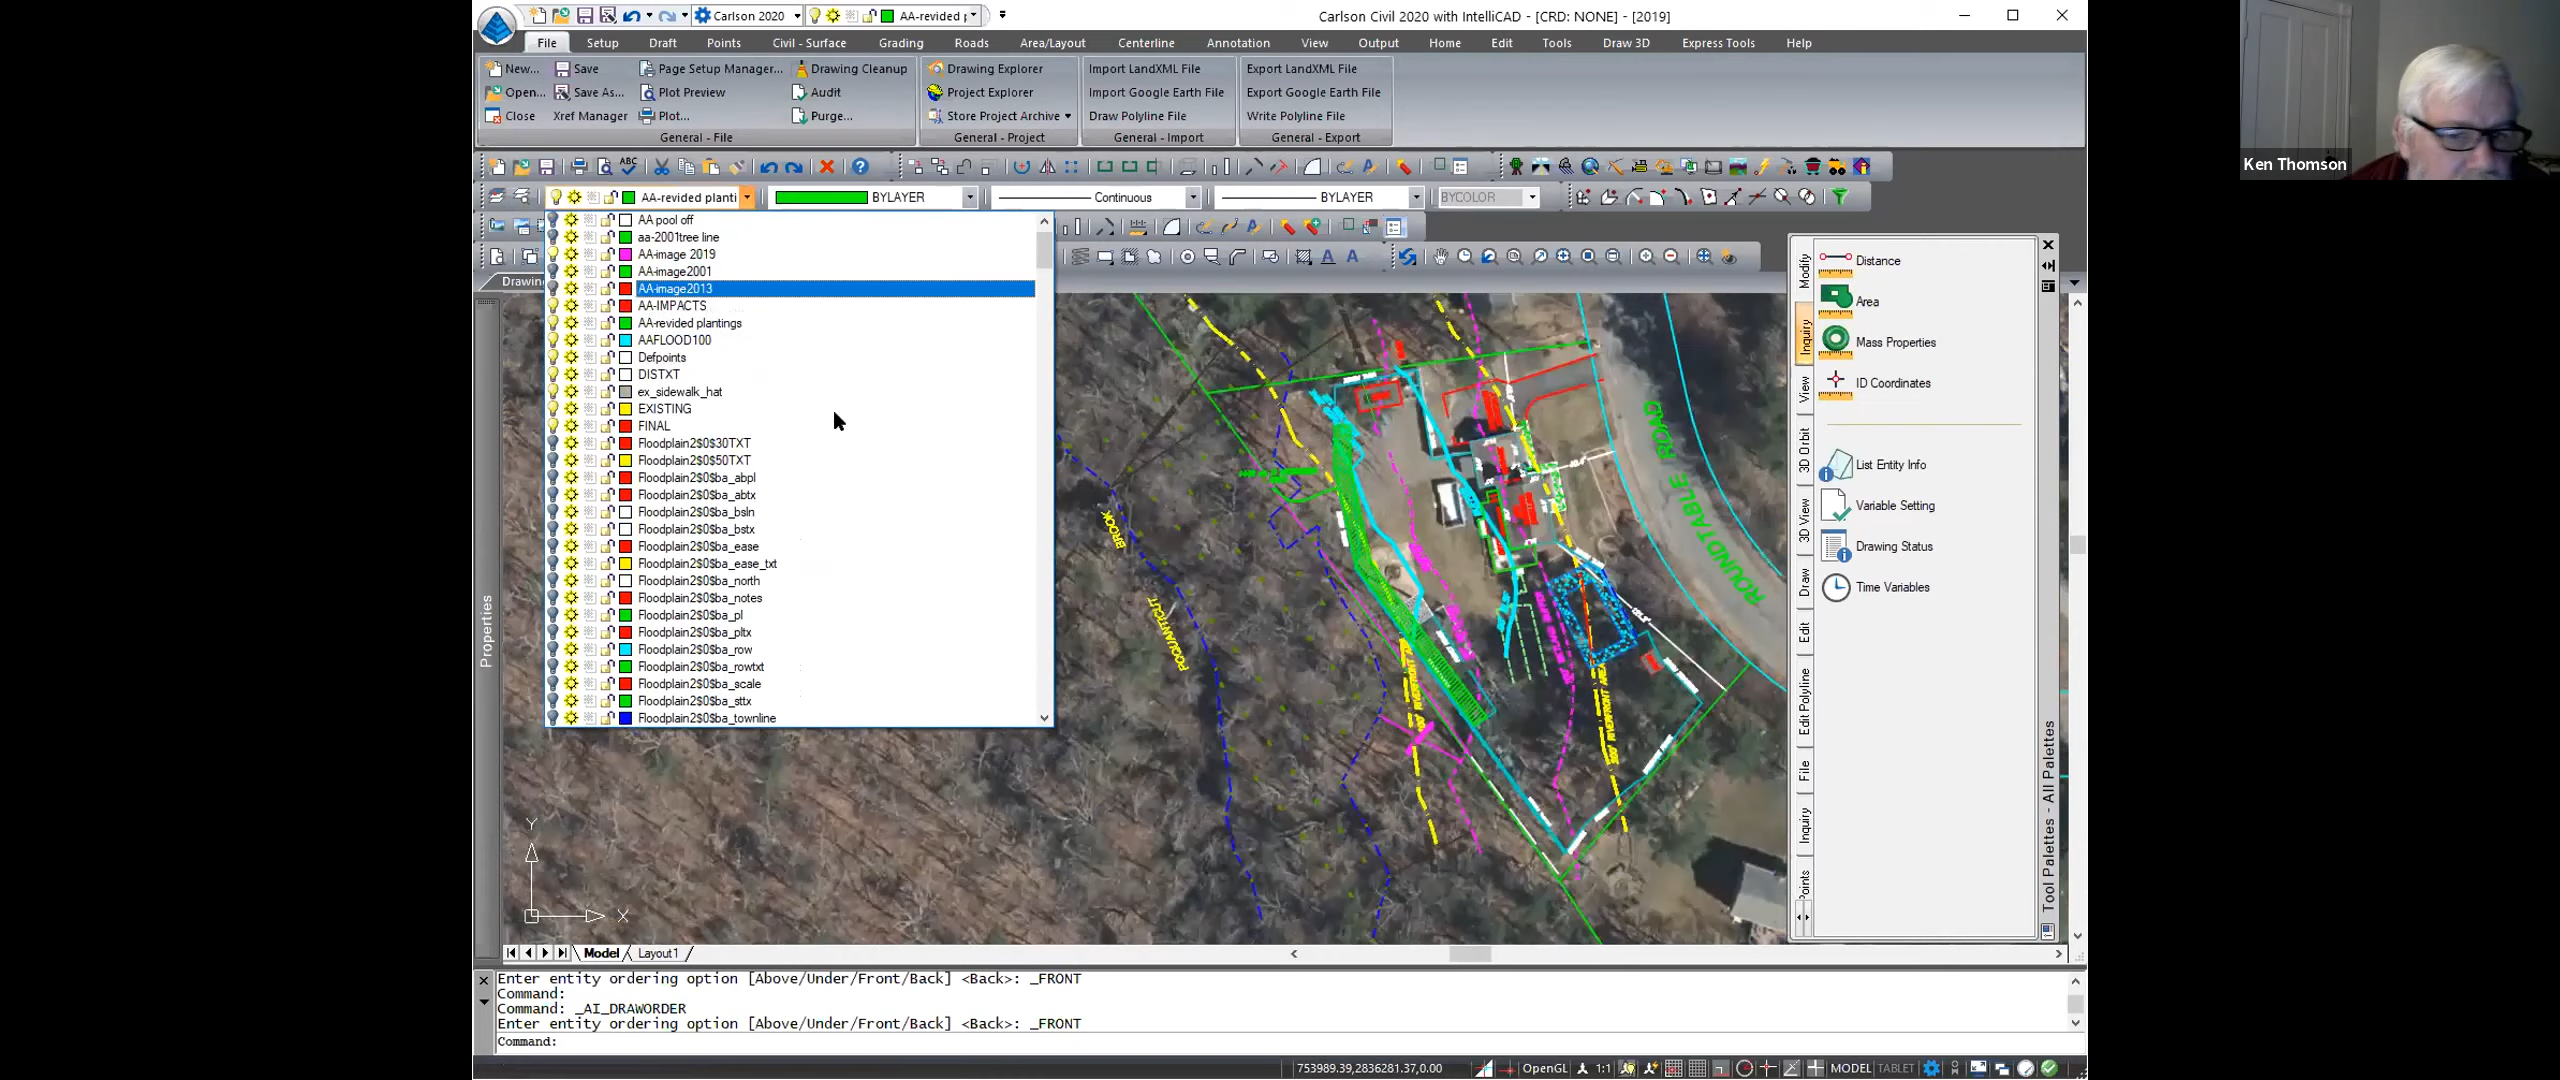 Carlson 2020 AA-revided p Carlson Civil 2020 with IntelliCAD - [CRD: NONE] - [2019]
File Setup Draft Points Civil - Surface Grading Roads Area/Layout Centerline Annotation View Output Home Edit Tools Draw 3D Express Tools Help
New... Save Page Setup Manager... Drawing Cleanup Drawing Explorer Import LandXML File Export LandXML File
Open... Save As... Plot Preview Audit Project Explorer Import Google Earth File Export Google Earth File
Close Xref Manager Plot... Purge... Store Project Archive Draw Polyline File Write Polyline File
General - File General - Project General - Import General - Export
Ken Thomson
ABC
AA-revided planti BYLAYER Continuous BYLAYER BYCOLOR
AA pool off
aa-2001tree line
AA-image 2019
AA-image2001
AA-image2013
AA-IMPACTS
AA-revided plantings
AAFLOOD100
Defpoints
DISTXT
ex_sidewalk_hat
EXISTING
FINAL
Floodplain2$0$30TXT
Floodplain2$0$50TXT
Floodplain2$0$ba_abpl
Floodplain2$0$ba_abtx
Floodplain2$0$ba_bsln
Floodplain2$0$ba_bstx
Floodplain2$0$ba_ease
Floodplain2$0$ba_ease_txt
Floodplain2$0$ba_north
Floodplain2$0$ba_notes
Floodplain2$0$ba_pl
Floodplain2$0$ba_pltx
Floodplain2$0$ba_row
Floodplain2$0$ba_rowtxt
Floodplain2$0$ba_scale
Floodplain2$0$ba_sttx
Floodplain2$0$ba_townline
Drawin
Properties
BROOK
POQUANTICUT
ROUNDTABLE ROAD
Distance
Area
Mass Properties
ID Coordinates
List Entity Info
Variable Setting
Drawing Status
Time Variables
Modify
Inquiry
View
3D Orbit
3D View
Draw
Edit
Edit Polyline
File
Inquiry
Points
Tool Palettes - All Palettes
Y
X
Model Layout1
Enter entity ordering option [Above/Under/Front/Back] <Back>: _FRONT
Command:
Command: _AI_DRAWORDER
Enter entity ordering option [Above/Under/Front/Back] <Back>: _FRONT
Command:
753989.39,2836281.37,0.00 OpenGL 1:1 MODEL TABLET